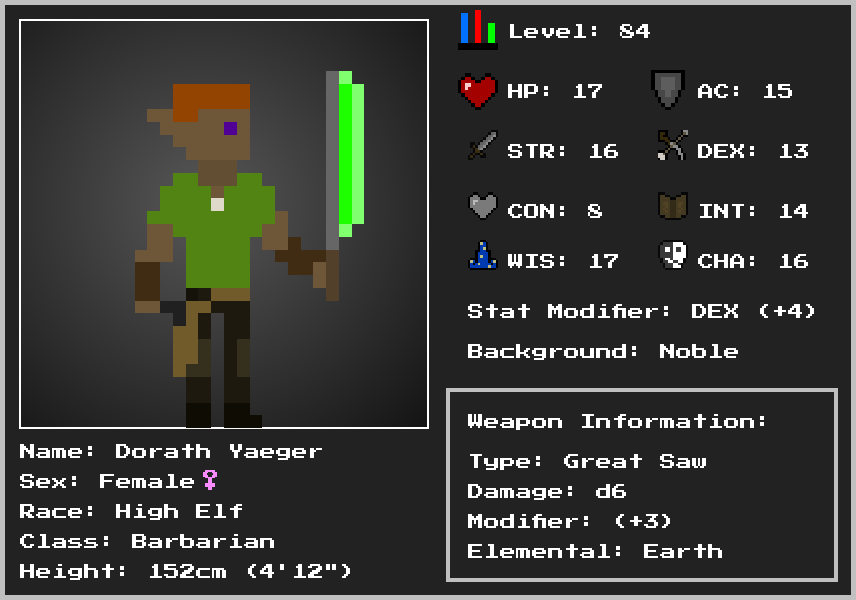 Level: 84
HP: 17 AC: 15
STR: 16 DEX: 13
CON: 8 INT: 14
WIS: 17 CHA: 16
Stat Modifier: DEX (+4)
Background: Noble
Weapon Information:
Type: Great Saw
Damage: d6
Modifier: (+3)
Elemental: Earth
Name: Dorath Yaeger
Sex: Female♀
Race: High Elf
Class: Barbarian
Height: 152cm (4'12")